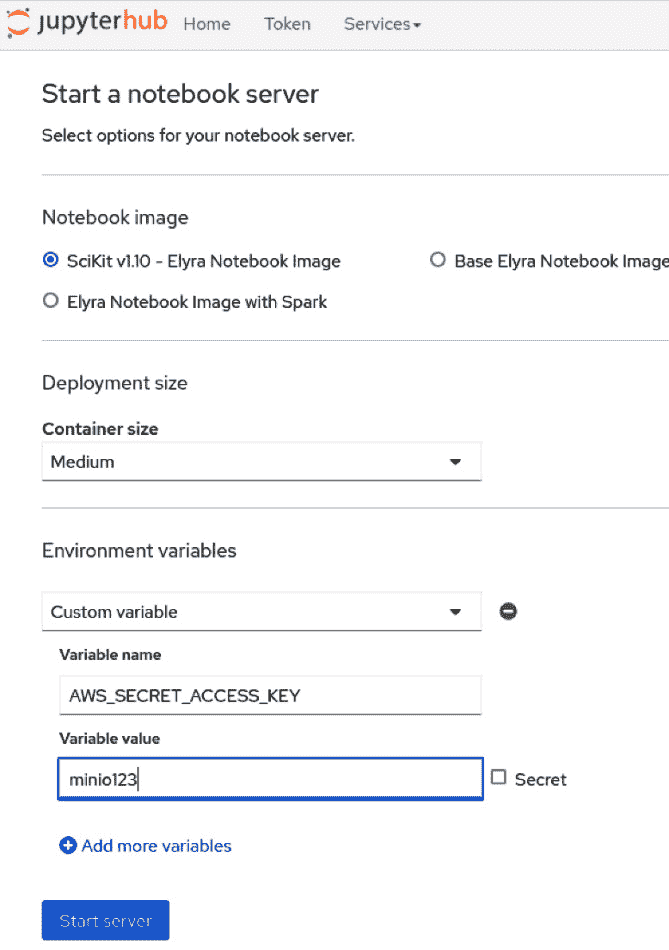 jupyterhub Home Token Services
Start a notebook server
Select options for your notebook server.
Notebook image
SciKit v1.10 - Elyra Notebook Image Base Elyra Notebook Image
Elyra Notebook Image with Spark
Deployment size
Container size
Medium
Environment variables
Custom variable
Variable name
AWS_SECRET_ACCESS_KEY
Variable value
minio123 Secret
Add more variables
Start server